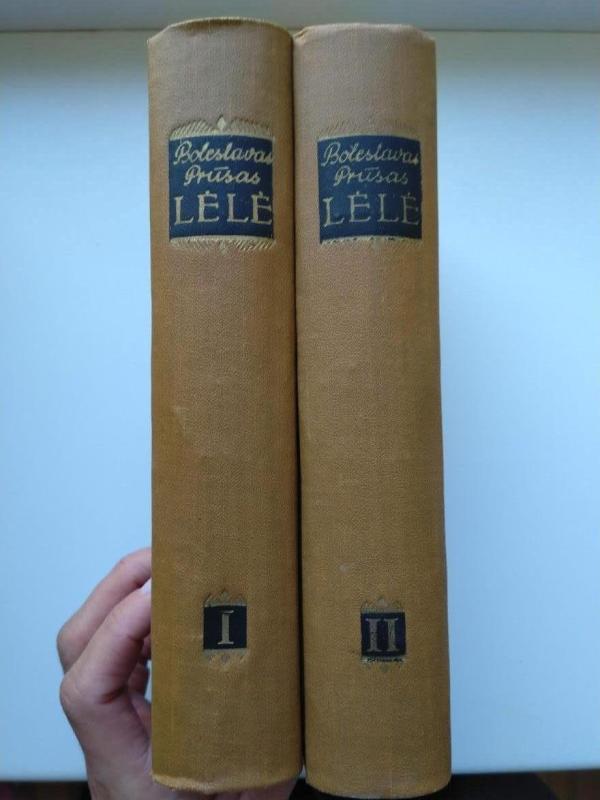 Boleslavas
Prūsas
LĖLĖ
I
Boleslavas
Prūsas
LĖLĖ
II